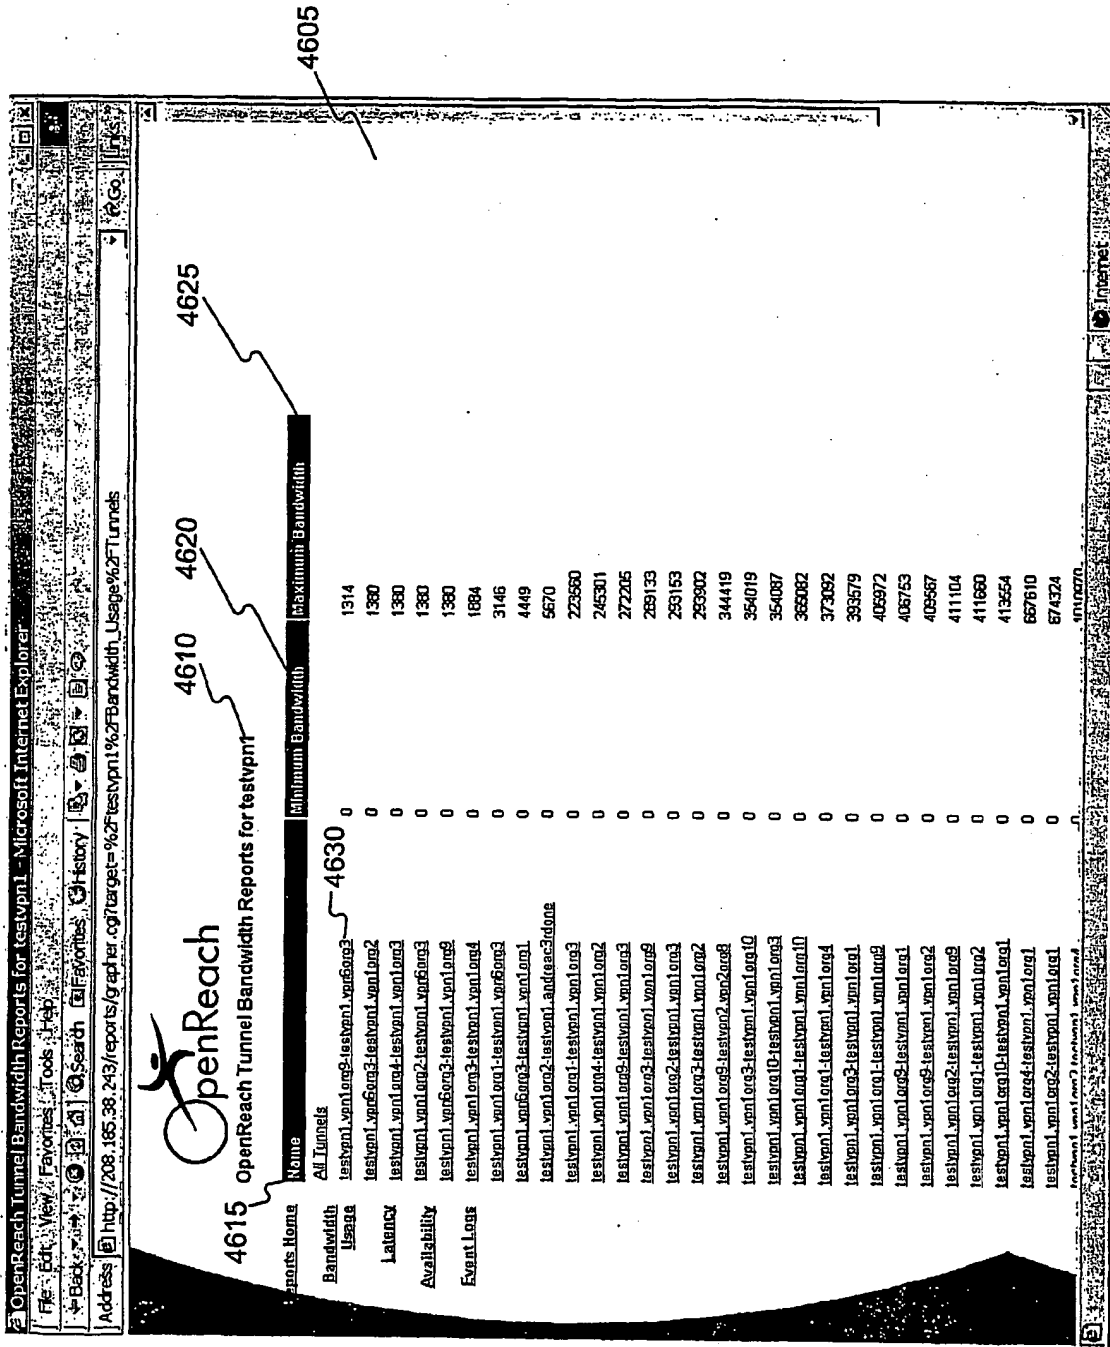 OpenReach Tunnel Bandwidth Reports for testvpn1 - Microsoft Internet Explorer
File Edit View Favorites Tools Help
Back Search Favorites History
Address http://208.185.38.243/reports/grapher.cgi?target=%2Ftestvpn1%2FBandwidth_Usage%2FTunnels Go Links
4605
OpenReach
4610
4620
4625
OpenReach Tunnel Bandwidth Reports for testvpn1
4615
Name Minimum Bandwidth Maximum Bandwidth
eports Home
Bandwidth Usage
Latency
Availability
Event Logs
All Tunnels
4630
testvpn1.vpn1org9-testvpn1.vpn6org3 0 1314
testvpn1.vpn6org3-testvpn1.vpn1org2 0 1380
testvpn1.vpn1org4-testvpn1.vpn6org3 0 1380
testvpn1.vpn1org2-testvpn1.vpn6org3 0 1380
testvpn1.vpn6org3-testvpn1.vpn1org9 0 1380
testvpn1.vpn6org3-testvpn1.vpn1org4 0 1884
testvpn1.vpn1org1-testvpn1.vpn6org3 0 3146
testvpn1.vpn6org3-testvpn1.vpn1org1 0 4449
testvpn1.vpn1org2-testvpn1.andreac3rdone 0 5670
testvpn1.vpn1org1-testvpn1.vpn1org3 0 223560
testvpn1.vpn1org4-testvpn1.vpn1org2 0 245301
testvpn1.vpn1org9-testvpn1.vpn1org3 0 272205
testvpn1.vpn1org3-testvpn1.vpn1org9 0 289133
testvpn1.vpn1org2-testvpn1.vpn1org3 0 293153
testvpn1.vpn1org3-testvpn1.vpn1org2 0 293902
testvpn1.vpn1org9-testvpn2.vpn2org8 0 344419
testvpn1.vpn1org3-testvpn1.vpn1org10 0 354019
testvpn1.vpn1org10-testvpn1.vpn1org3 0 354087
testvpn1.vpn1org1-testvpn1.vpn1org10 0 365082
testvpn1.vpn1org1-testvpn1.vpn1org4 0 373092
testvpn1.vpn1org3-testvpn1.vpn1org1 0 393579
testvpn1.vpn1org1-testvpn1.vpn1org9 0 405972
testvpn1.vpn1org9-testvpn1.vpn1org1 0 406753
testvpn1.vpn1org9-testvpn1.vpn1org2 0 409567
testvpn1.vpn1org2-testvpn1.vpn1org9 0 411104
testvpn1.vpn1org1-testvpn1.vpn1org2 0 411660
testvpn1.vpn1org10-testvpn1.vpn1org1 0 413554
testvpn1.vpn1org4-testvpn1.vpn1org1 0 667610
testvpn1.vpn1org2-testvpn1.vpn1org1 0 674324
Internet